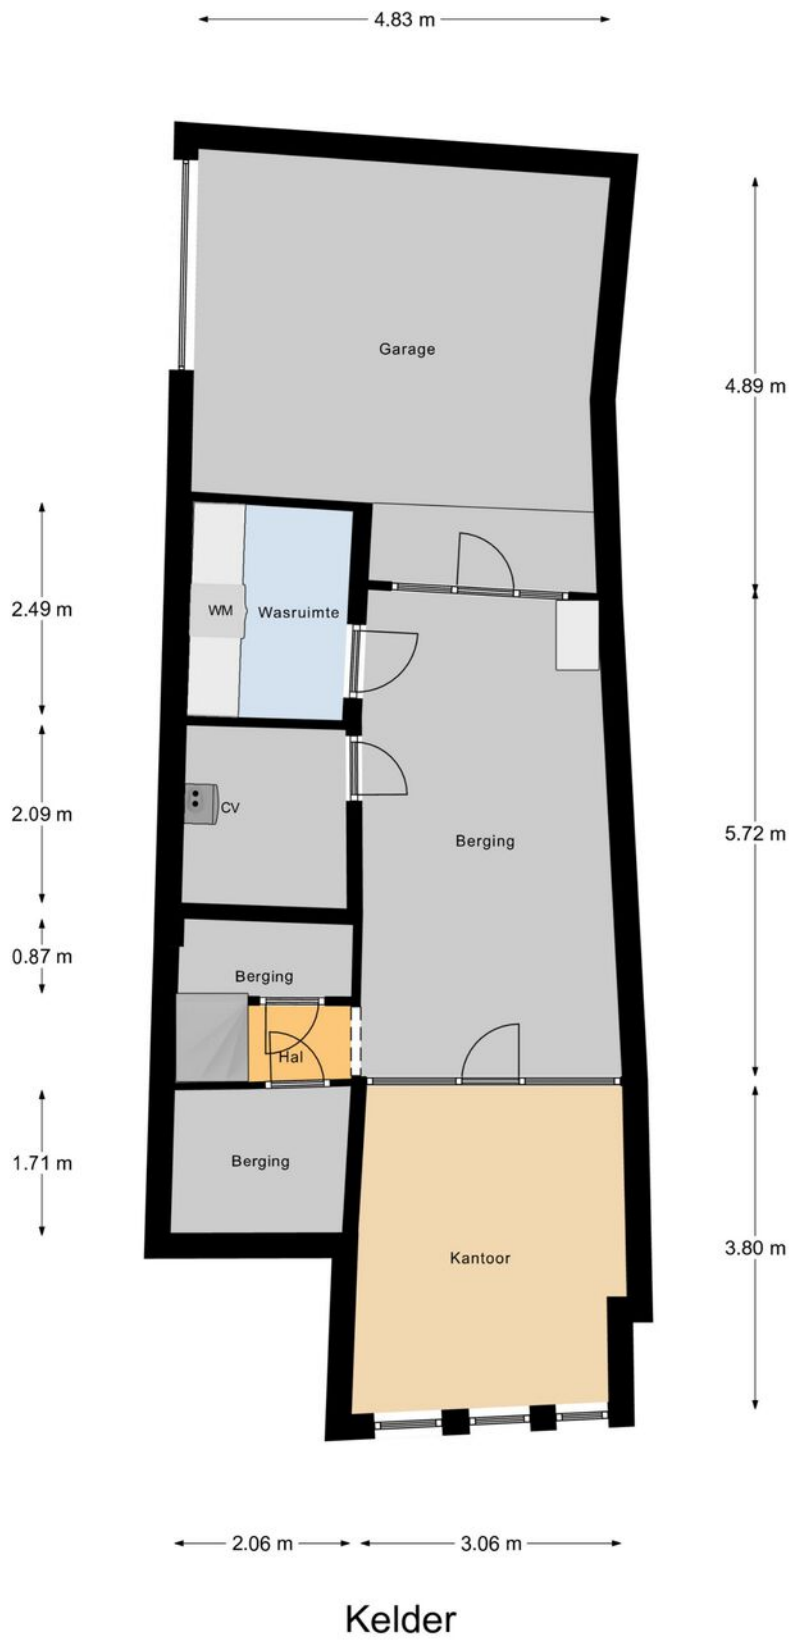 4.83 m
Garage
4.89 m
2.49 m
WM
Wasruimte
2.09 m
CV
Berging
5.72 m
0.87 m
Berging
Hal
1.71 m
Berging
Kantoor
3.80 m
2.06 m
3.06 m
Kelder